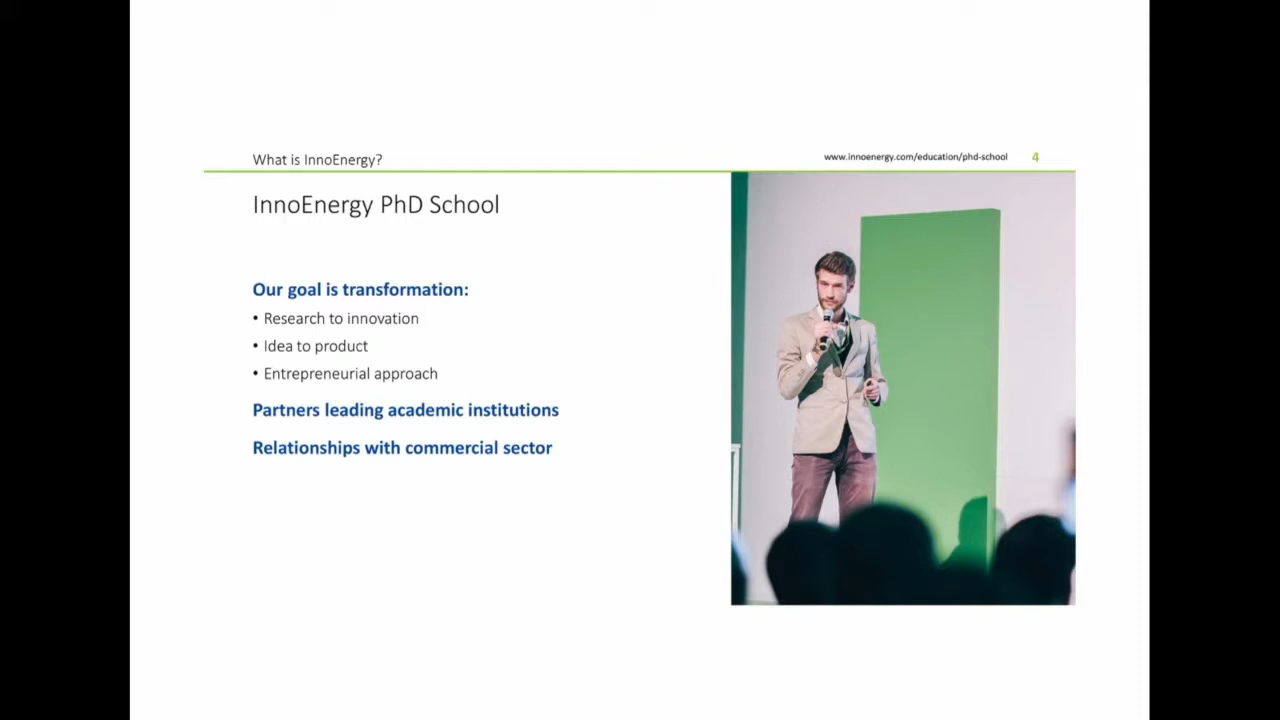 What is InnoEnergy?
www.innoenergy.com/education/phd-school 4
InnoEnergy PhD School
Our goal is transformation:
• Research to innovation
• Idea to product
• Entrepreneurial approach
Partners leading academic institutions
Relationships with commercial sector